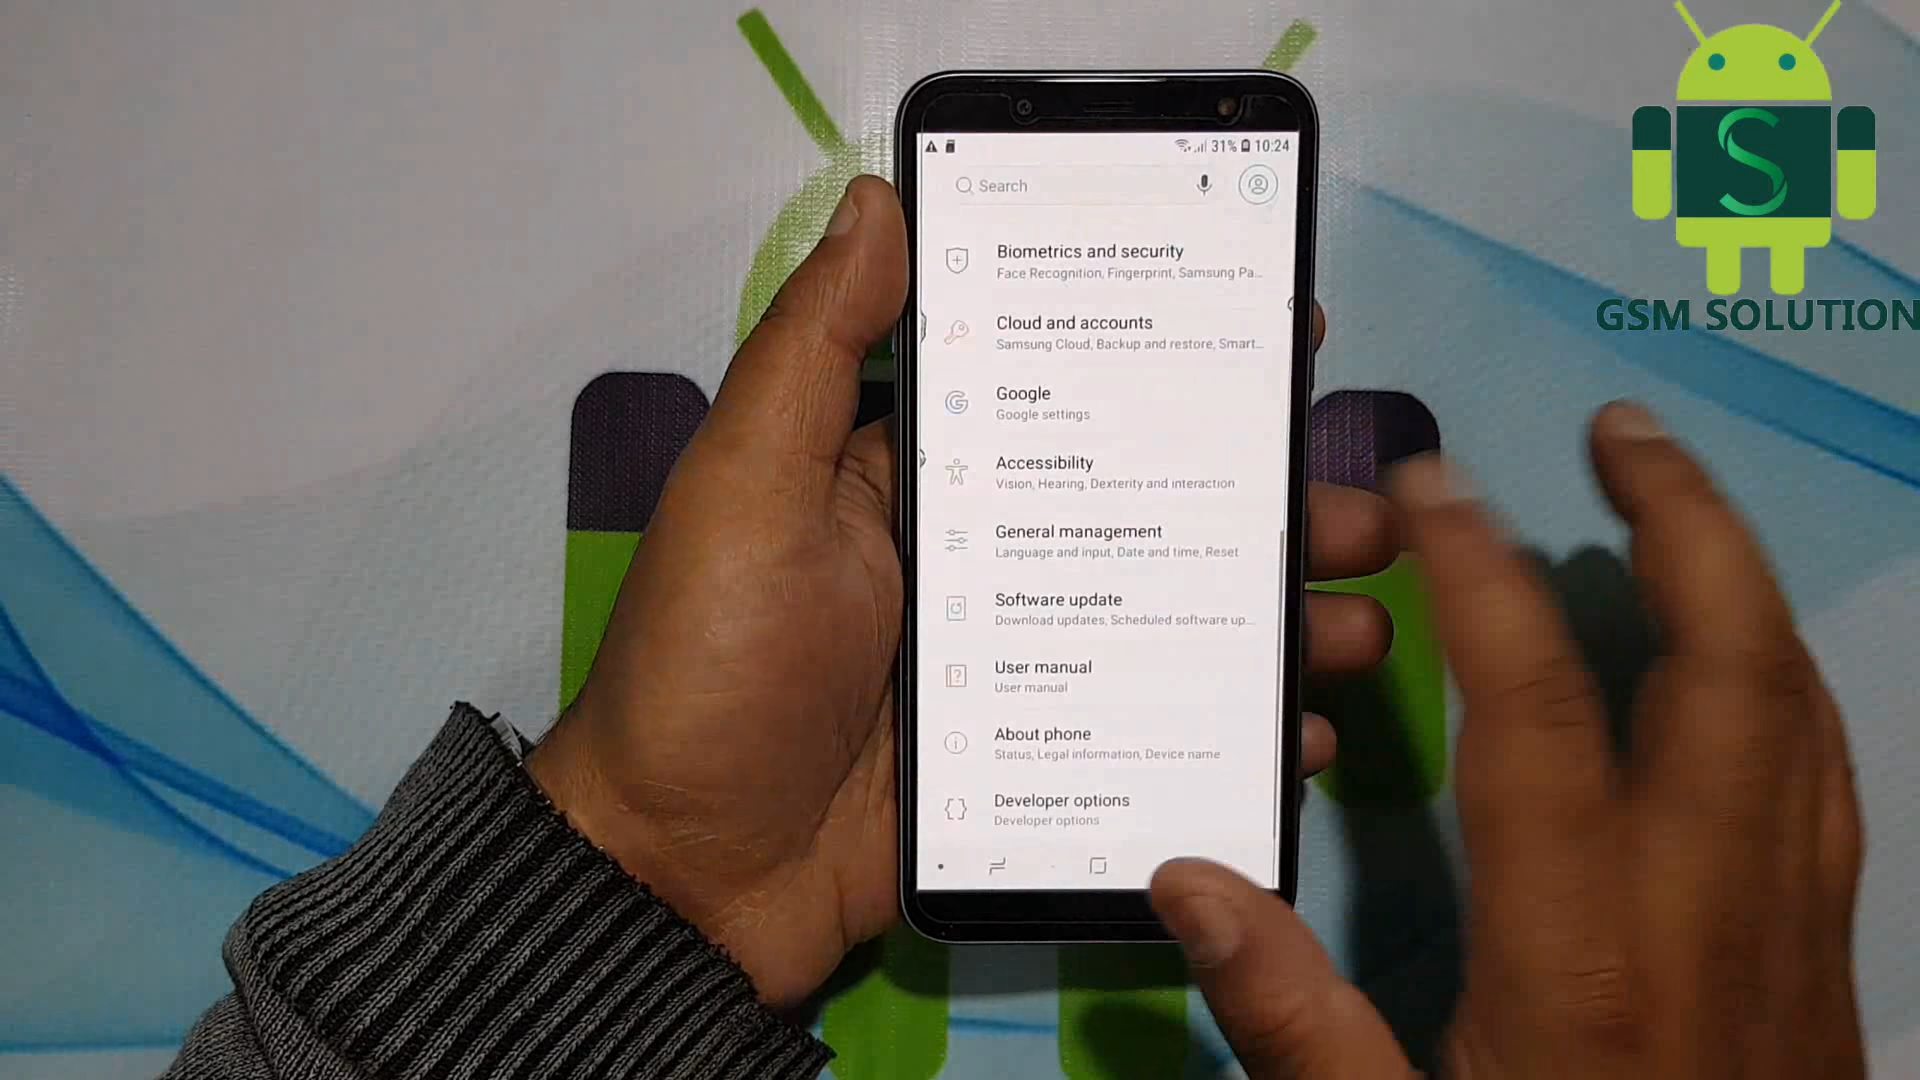 31% 10:24
Search
Biometrics and security
Face Recognition, Fingerprint, Samsung Pa...
Cloud and accounts
Samsung Cloud, Backup and restore, Smart...
Google
Google settings
Accessibility
Vision, Hearing, Dexterity and interaction
General management
Language and input, Date and time, Reset
Software update
Download updates, Scheduled software up...
User manual
User manual
About phone
Status, Legal information, Device name
Developer options
Developer options
S
GSM SOLUTION